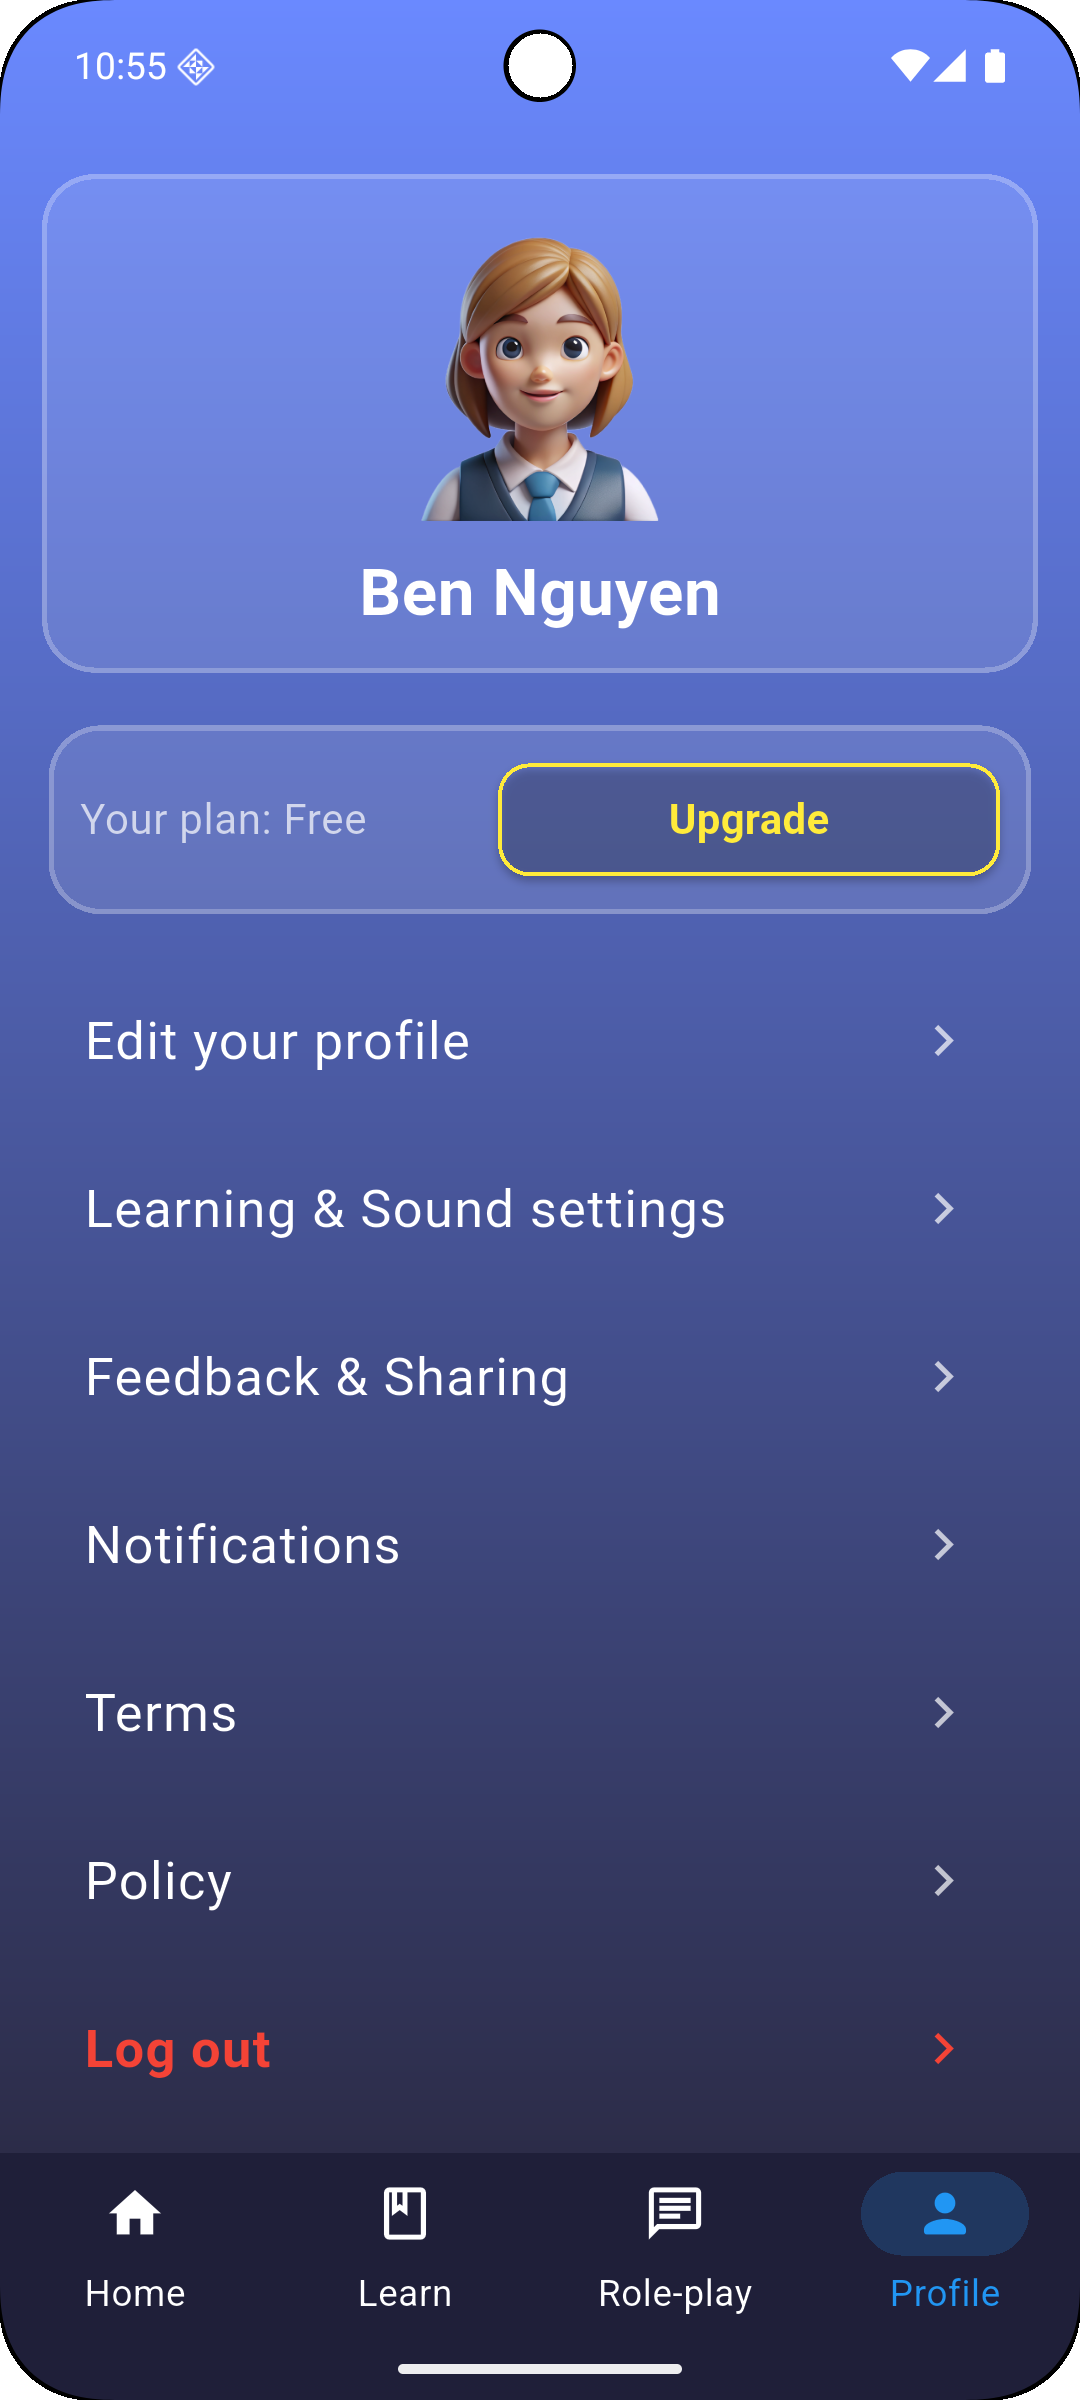 10:55
Ben Nguyen
Your plan: Free
Upgrade
Edit your profile
Learning & Sound settings
Feedback & Sharing
Notifications
Terms
Policy
Log out
Home
Learn
Role-play
Profile